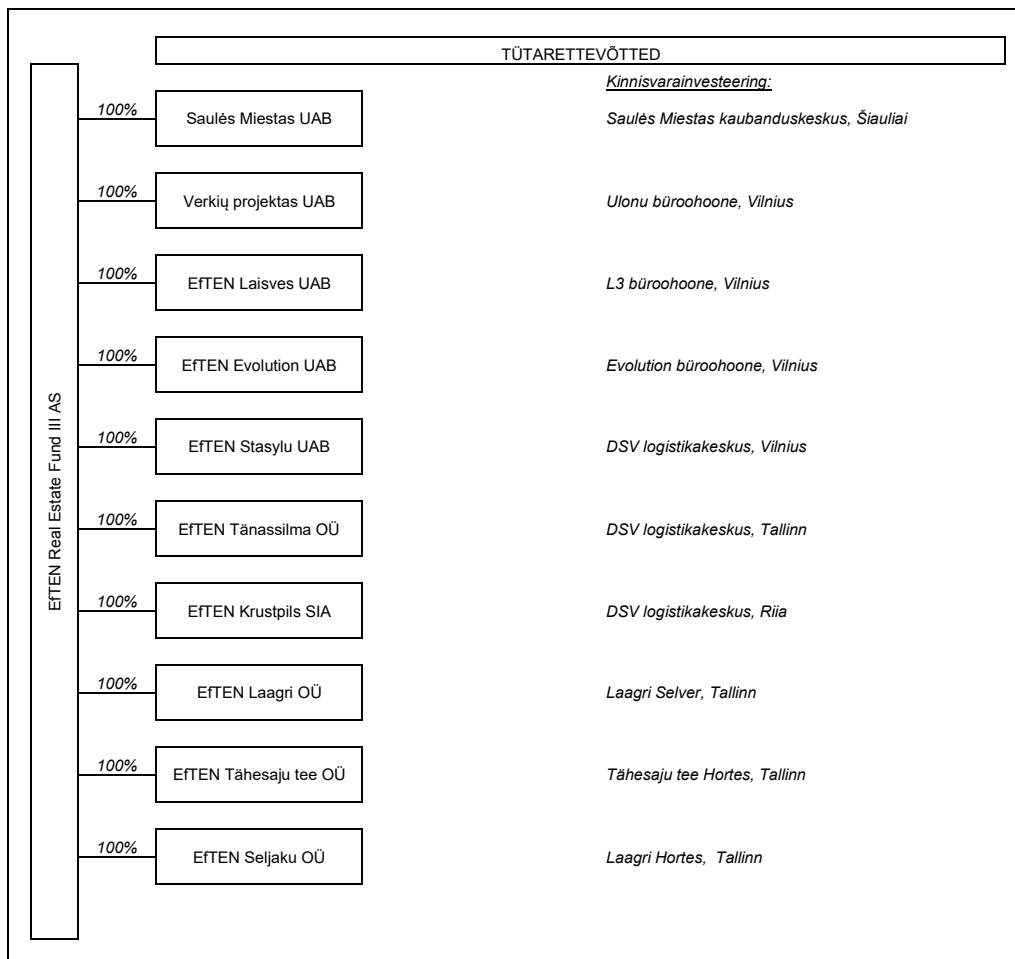 TÜTARETTEVÕTTED
Kinnisvarainvesteering:
EfTEN Real Estate Fund III AS
100%
Saulės Miestas UAB
Saulės Miestas kaubanduskeskus, Šiauliai
100%
Verkių projektas UAB
Ulonu büroohoone, Vilnius
100%
EfTEN Laisves UAB
L3 büroohoone, Vilnius
100%
EfTEN Evolution UAB
Evolution büroohoone, Vilnius
100%
EfTEN Stasylu UAB
DSV logistikakeskus, Vilnius
100%
EfTEN Tänassilma OÜ
DSV logistikakeskus, Tallinn
100%
EfTEN Krustpils SIA
DSV logistikakeskus, Riia
100%
EfTEN Laagri OÜ
Laagri Selver, Tallinn
100%
EfTEN Tähesaju tee OÜ
Tähesaju tee Hortes, Tallinn
100%
EfTEN Seljaku OÜ
Laagri Hortes,  Tallinn